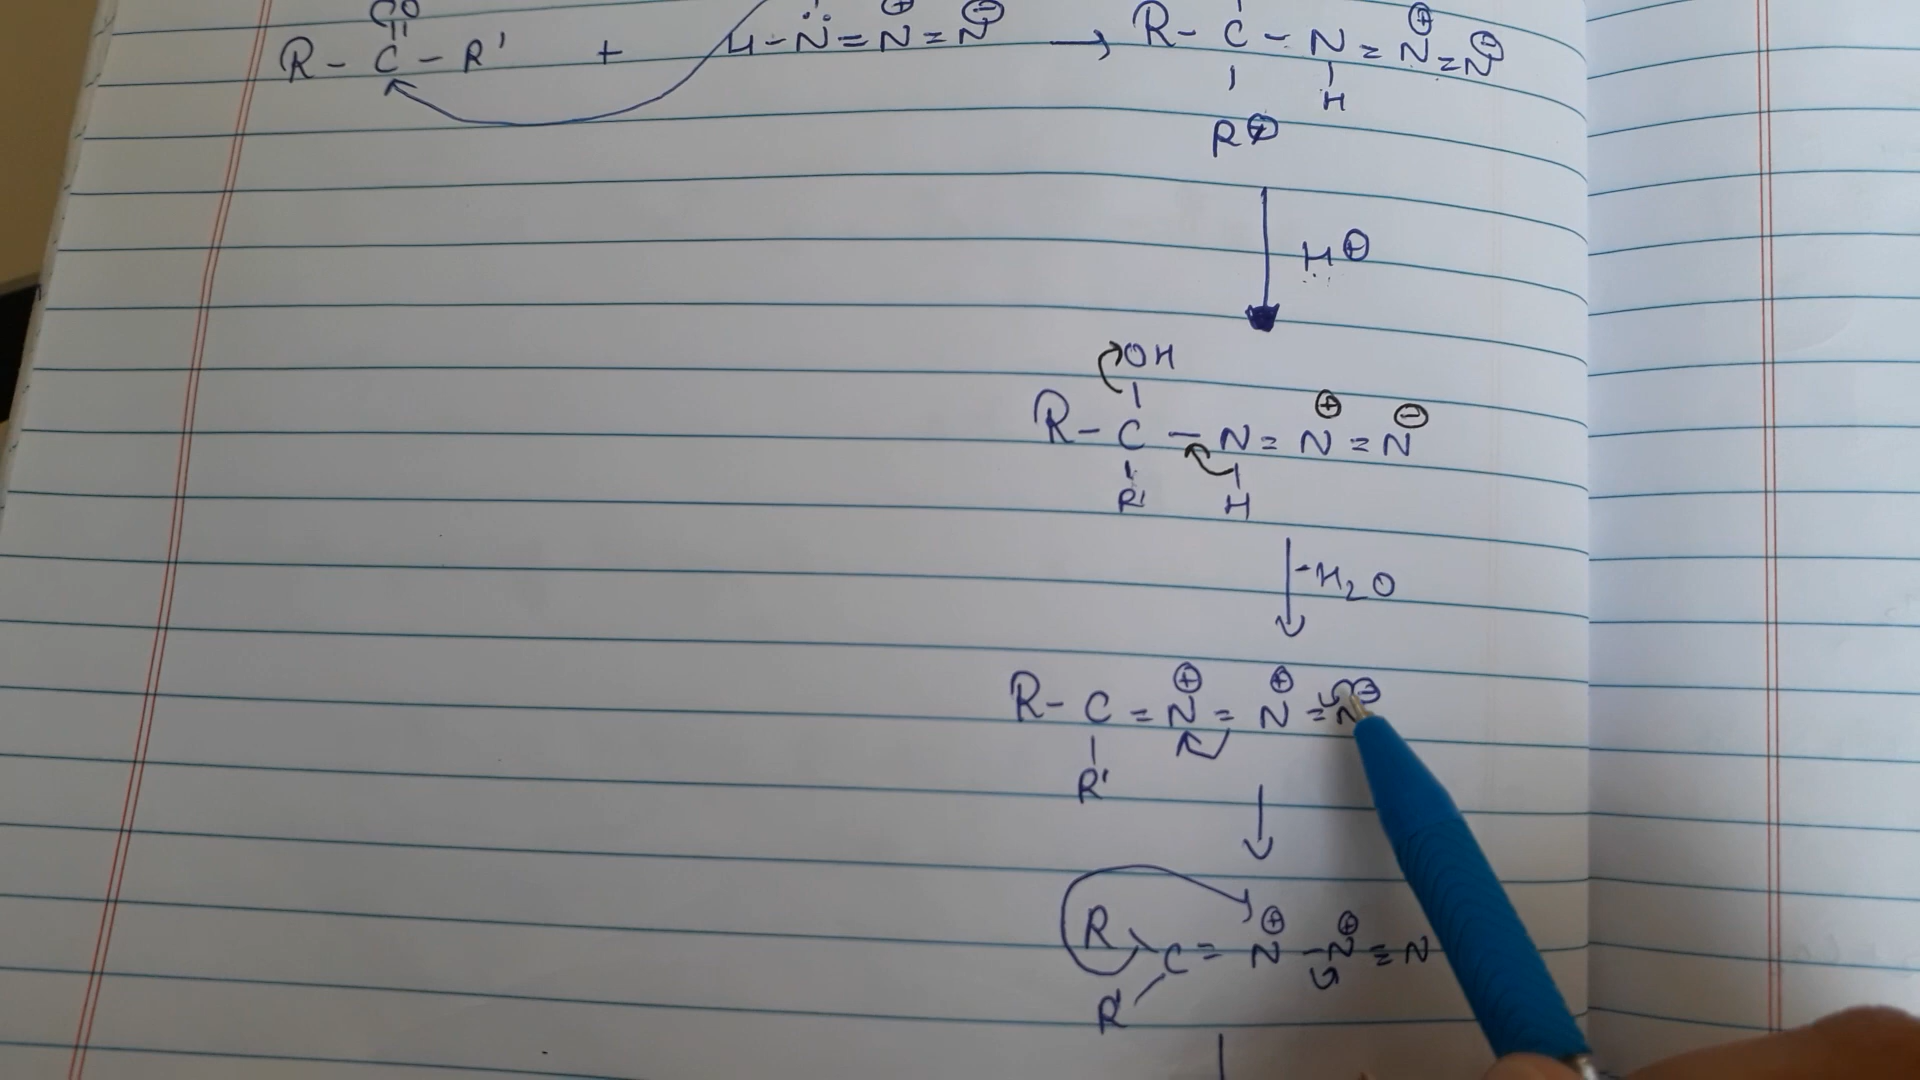 O
R - C - R' + H - N̈ = N⊕ = N⊖ → R - C - N = N⊕ = N⊖
H
R⊕
H⊕
OH
R - C - N = N⊕ = N⊖
R' H
-H₂O
R - C = N⊕ = N⊕ = N⊖
R'
R
C = N⊕ - N⊕ ≡ N
R'